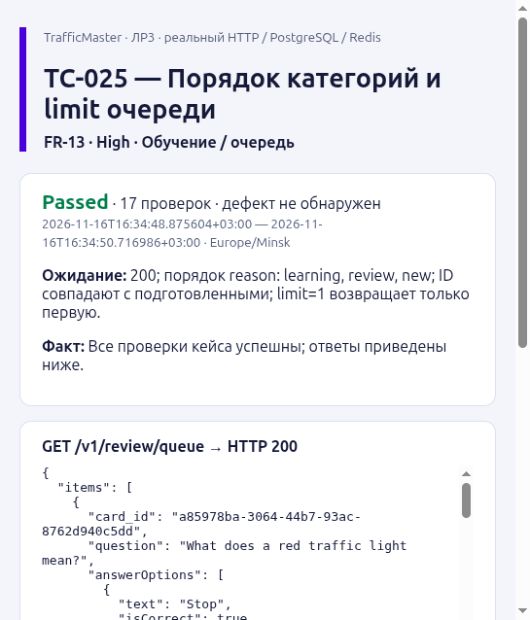 TrafficMaster · ЛР3 · реальный HTTP / PostgreSQL / Redis
TC-025 — Порядок категорий и
limit очереди
FR-13 · High · Обучение / очередь
Passed · 17 проверок · дефект не обнаружен
2026-11-16T16:34:48.875604+03:00 — 2026-11-
16T16:34:50.716986+03:00 · Europe/Minsk
Ожидание: 200; порядок reason: learning, review, new; ID
совпадают с подготовленными; limit=1 возвращает только
первую.
Факт: Все проверки кейса успешны; ответы приведены
ниже.
GET /v1/review/queue → HTTP 200
{
"items": [
{
"card_id": "a85978ba-3064-44b7-93ac-
8762d940c5dd",
"question": "What does a red traffic light
mean?",
"answerOptions": [
{
"text": "Stop",
"isCorrect": true,